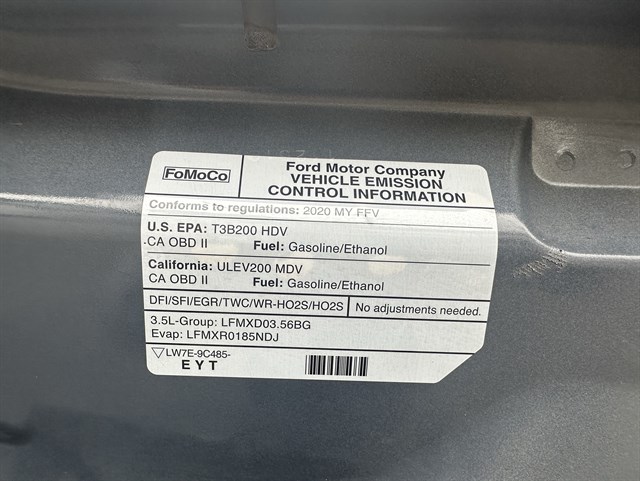 FoMoCo
Ford Motor Company
VEHICLE EMISSION
CONTROL INFORMATION
Conforms to regulations: 2020 MY FFV
U.S. EPA: T3B200 HDV
CA OBD II Fuel: Gasoline/Ethanol
California: ULEV200 MDV
CA OBD II Fuel: Gasoline/Ethanol
DFI/SFI/EGR/TWC/WR-HO2S/HO2S No adjustments needed.
3.5L-Group: LFMXD03.56BG
Evap: LFMXR0185NDJ
LW7E-9C485-
EYT